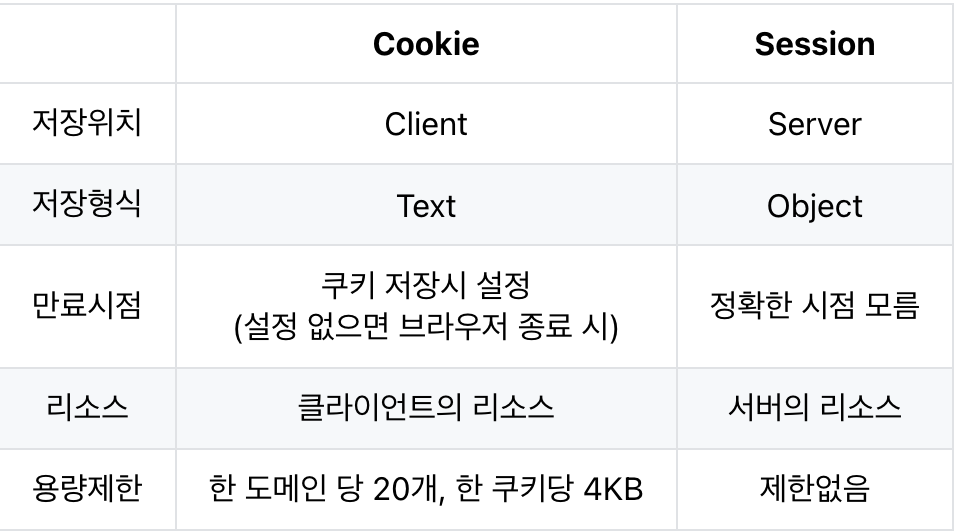 Cookie Session
저장위치 Client Server
저장형식 Text Object
만료시점 쿠키 저장시 설정
(설정 없으면 브라우저 종료 시) 정확한 시점 모름
리소스 클라이언트의 리소스 서버의 리소스
용량제한 한 도메인 당 20개, 한 쿠키당 4KB 제한없음